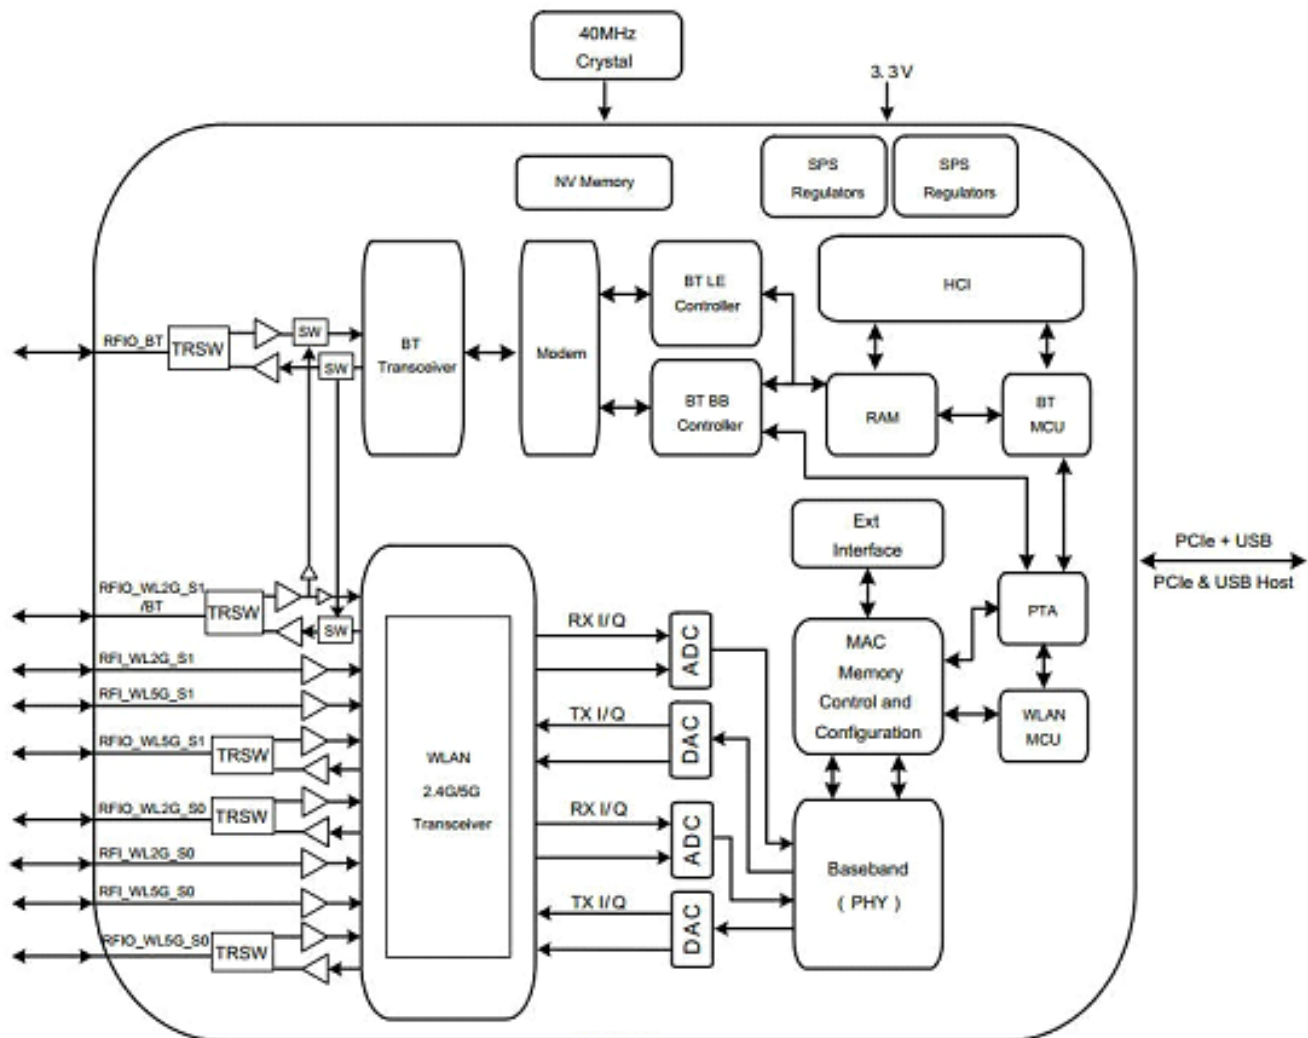 40MHz
Crystal
3.3V
NV Memory
SPS
Regulators
SPS
Regulators
HCI
BT LE
Controller
BT
Transceiver
Modem
BT BB
Controller
RAM
BT
MCU
RFIO_BT
TRSW
SW
SW
Ext
Interface
PCIe + USB
PCIe & USB Host
PTA
RFIO_WL2G_S1
/BT
TRSW
SW
RFI_WL2G_S1
RFI_WL5G_S1
RFIO_WL5G_S1
TRSW
RFIO_WL2G_S0
TRSW
RFI_WL2G_S0
RFI_WL5G_S0
RFIO_WL5G_S0
TRSW
WLAN
2.4G/5G
Transceiver
RX I/Q
ADC
TX I/Q
DAC
RX I/Q
ADC
TX I/Q
DAC
MAC
Memory
Control and
Configuration
WLAN
MCU
Baseband
( PHY )